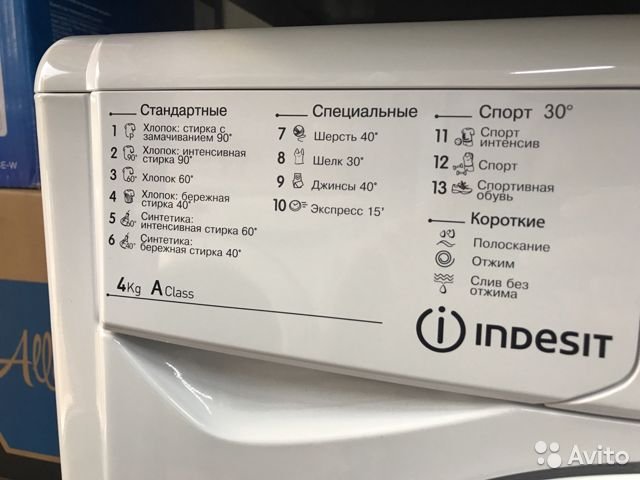 Стандартные
1 Хлопок: стирка с
замачиванием 90°
2 Хлопок: интенсивная
стирка 90°
3 Хлопок 60°
4 Хлопок: бережная
стирка 40°
5 Синтетика:
интенсивная стирка 60°
6 Синтетика:
бережная стирка 40°
4Kg A Class
Специальные
7 Шерсть 40°
8 Шелк 30°
9 Джинсы 40°
10 Экспресс 15'
Спорт 30°
11 Спорт
интенсив
12 Спорт
13 Спортивная
обувь
Короткие
Полоскание
Отжим
Слив без
отжима
INDESIT
E-W
All
Avito